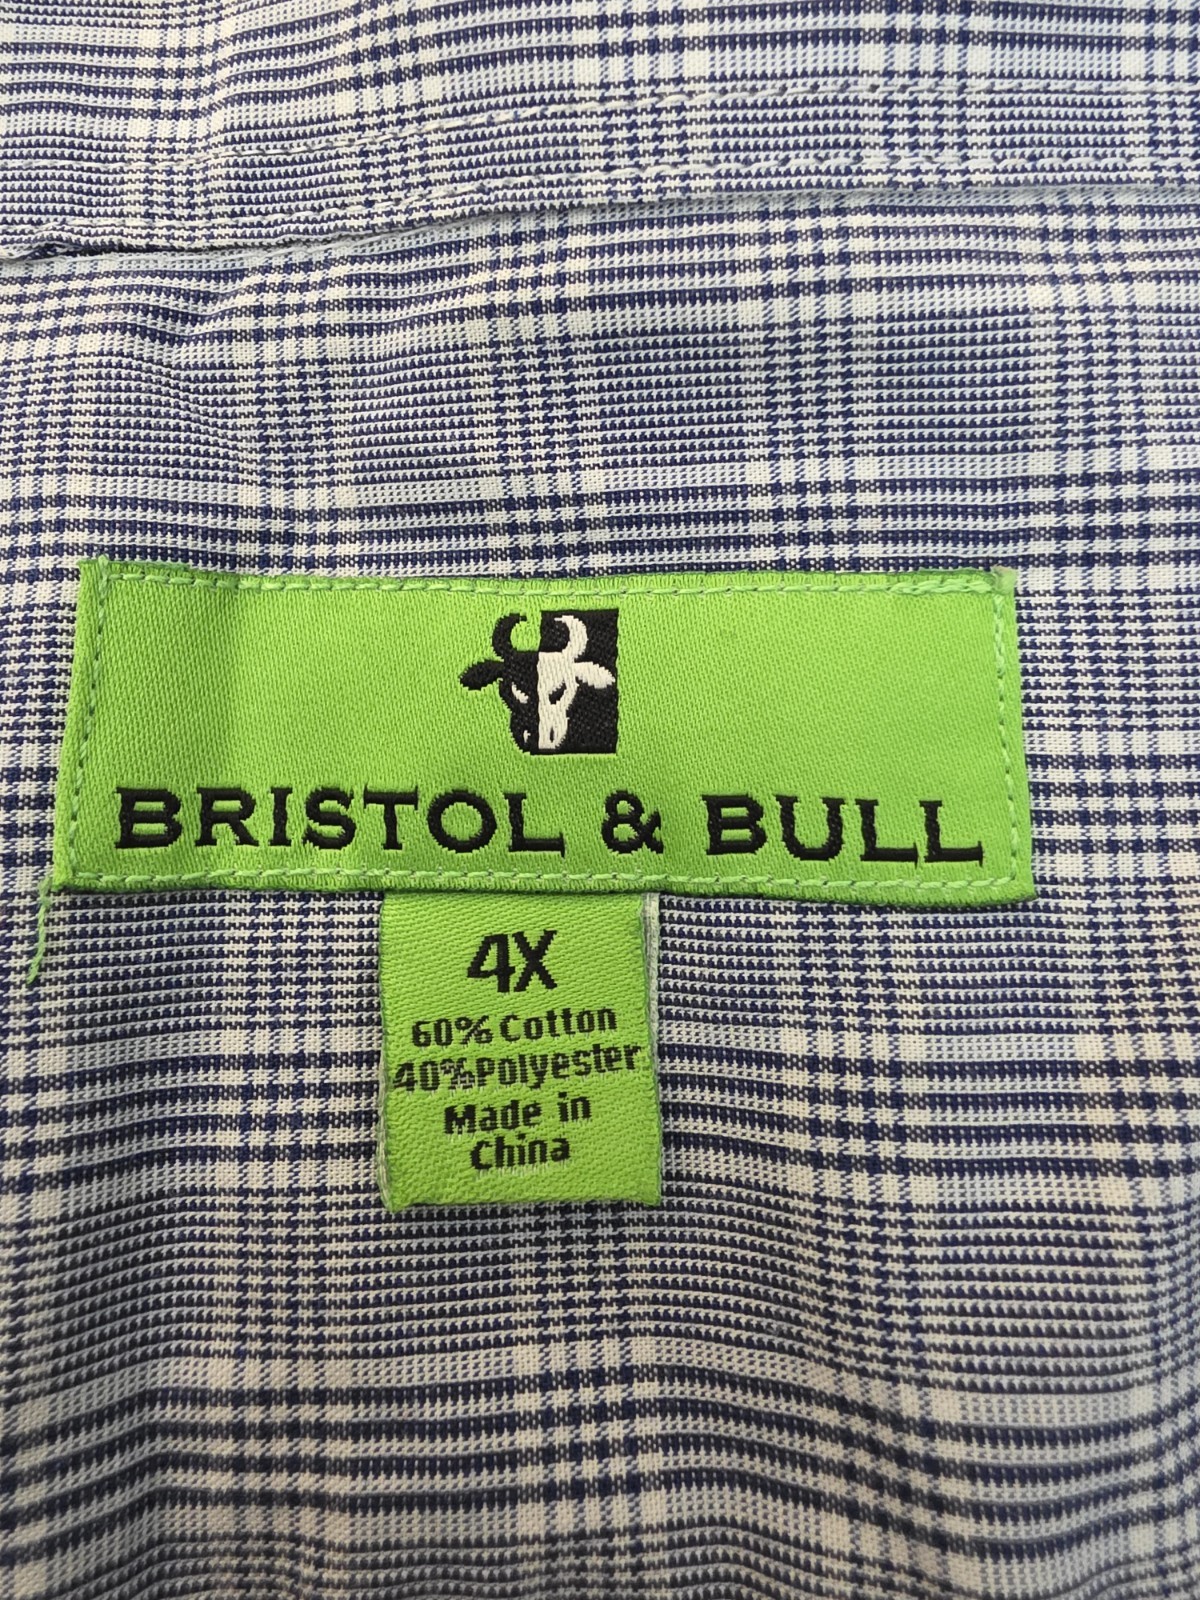 BRISTOL & BULL
4X
60% Cotton
40%Polyester
Made in
China